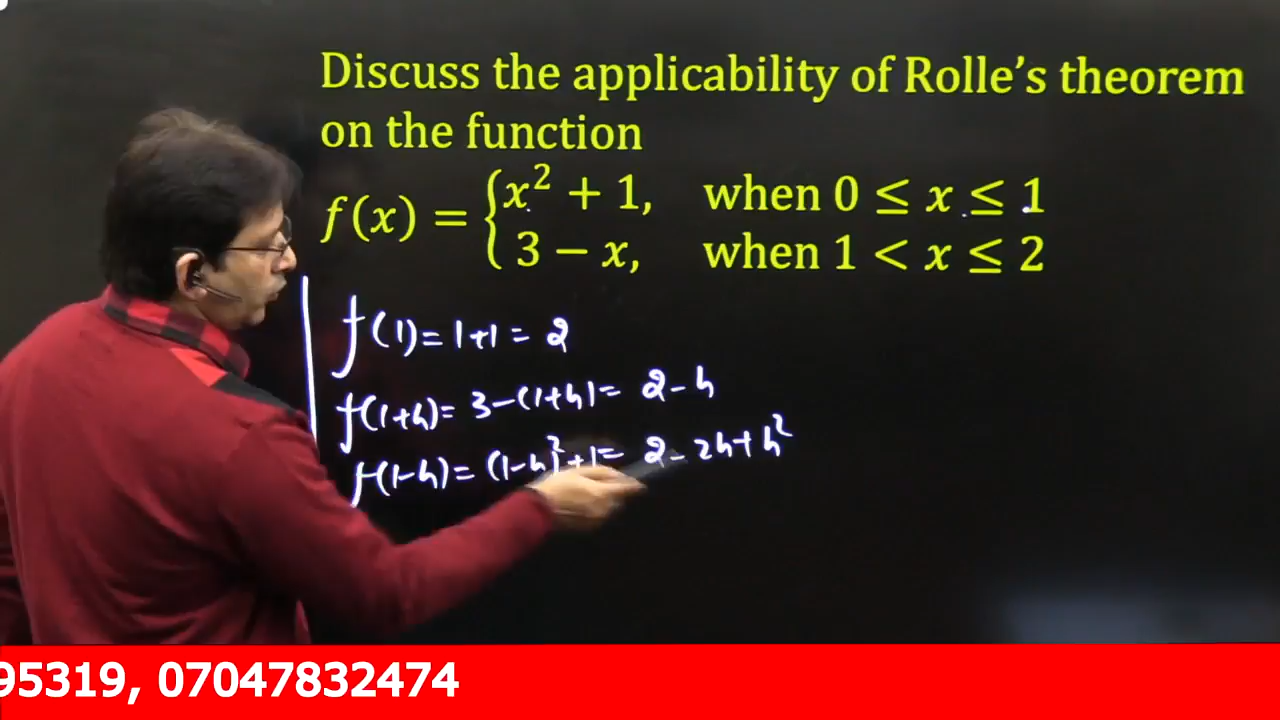 Discuss the applicability of Rolle's theorem
on the function
f(x) = {x² + 1, when 0 ≤ x ≤ 1
3 − x, when 1 < x ≤ 2
f(1) = 1+1 = 2
f(1+h) = 3-(1+h) = 2-h
f(1-h) = (1-h)²+1 = 2-2h+h²
95319, 07047832474